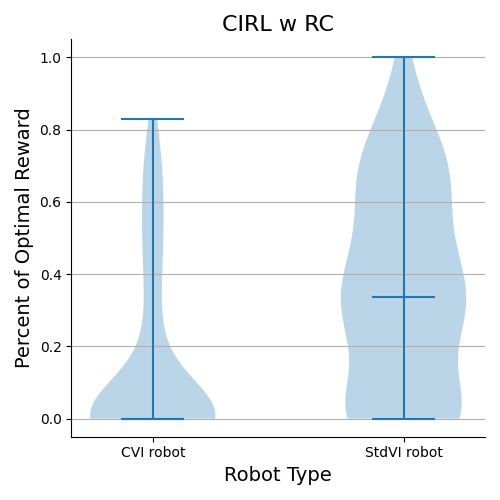 CIRL w RC
Percent of Optimal Reward
1.0
0.8
0.6
0.4
0.2
0.0
CVI robot
StdVI robot
Robot Type